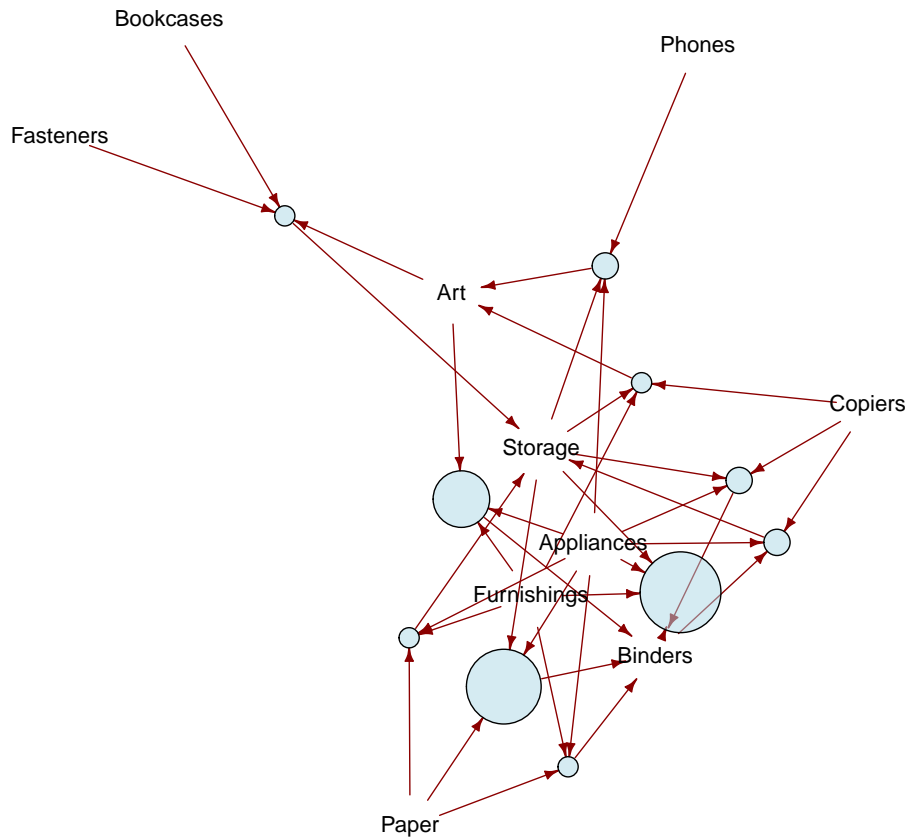 Bookcases
Phones
Fasteners
Art
Copiers
Storage
Appliances
Furnishings
Binders
Paper